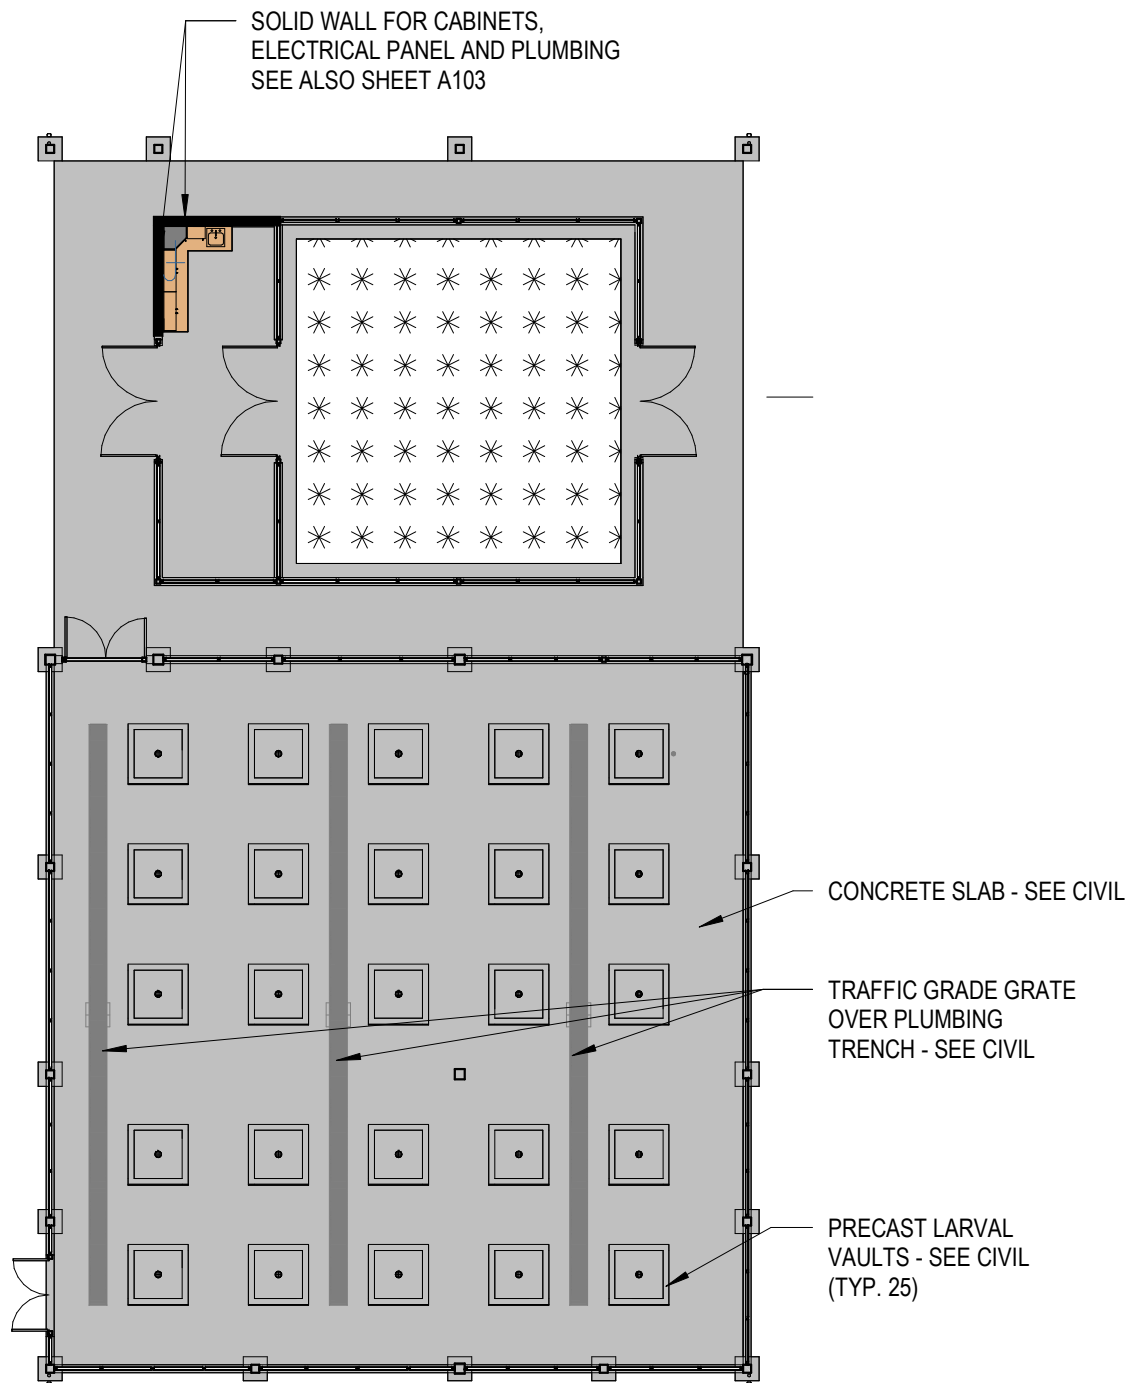 SOLID WALL FOR CABINETS,
ELECTRICAL PANEL AND PLUMBING
SEE ALSO SHEET A103
CONCRETE SLAB - SEE CIVIL
TRAFFIC GRADE GRATE
OVER PLUMBING
TRENCH - SEE CIVIL
PRECAST LARVAL
VAULTS - SEE CIVIL
(TYP. 25)